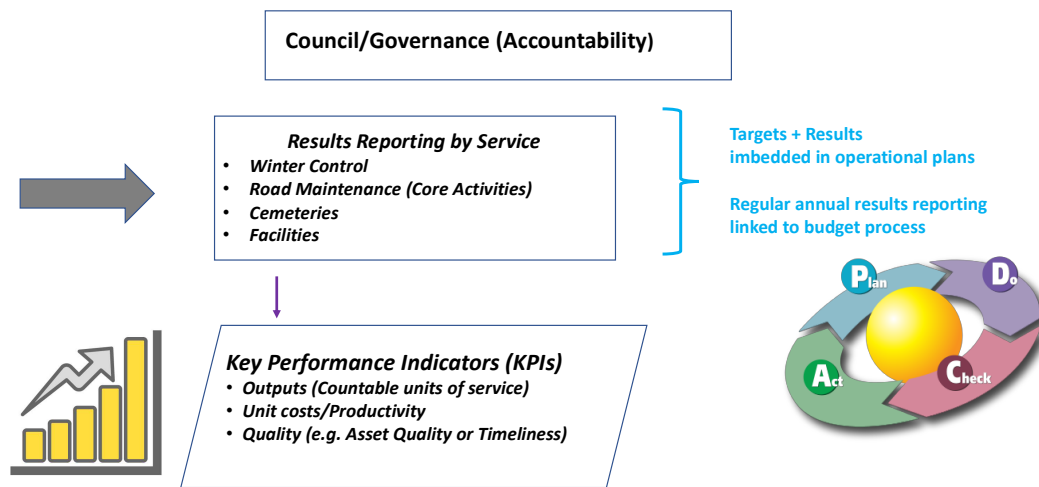 Council/Governance (Accountability)
Results Reporting by Service
• Winter Control
• Road Maintenance (Core Activities)
• Cemeteries
• Facilities
Targets + Results
imbedded in operational plans
Regular annual results reporting
linked to budget process
Plan
Do
Act
Check
Key Performance Indicators (KPIs)
• Outputs (Countable units of service)
• Unit costs/Productivity
• Quality (e.g. Asset Quality or Timeliness)